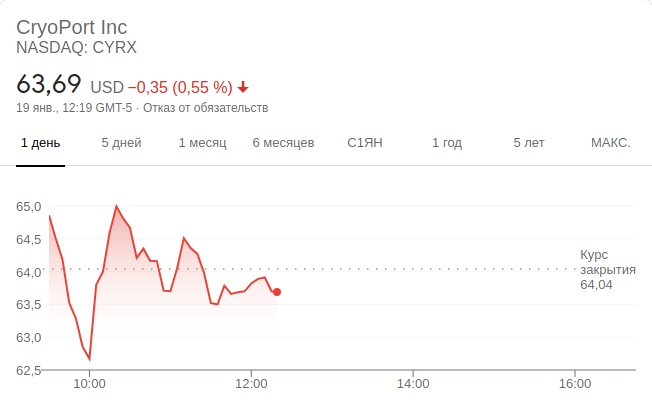 CryoPort Inc
NASDAQ: CYRX
63,69 USD −0,35 (0,55 %)
19 янв., 12:19 GMT-5 · Отказ от обязательств
1 день 5 дней 1 месяц 6 месяцев С1ЯН 1 год 5 лет МАКС.
65,0
64,5
64,0
63,5
63,0
62,5
Курс
закрытия
64,04
10:00 12:00 14:00 16:00